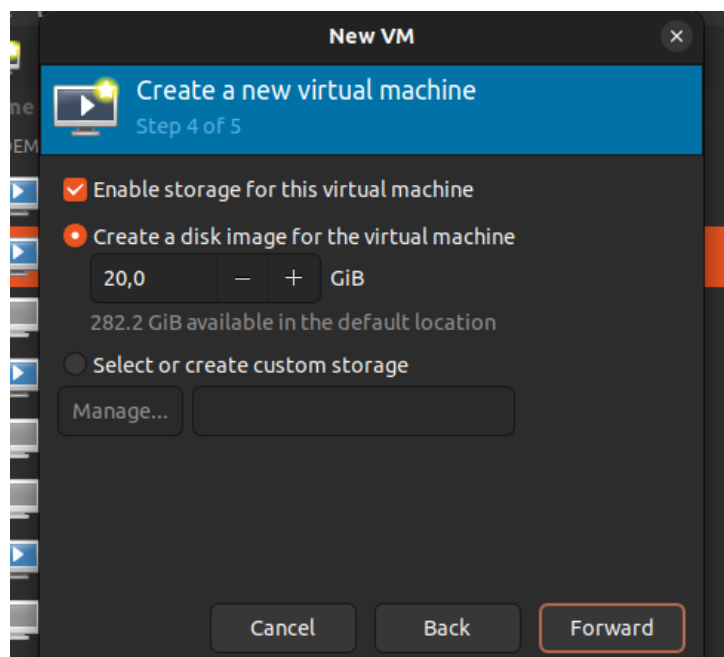 New VM
Create a new virtual machine
Step 4 of 5
Enable storage for this virtual machine
Create a disk image for the virtual machine
20,0 − + GiB
282.2 GiB available in the default location
Select or create custom storage
Manage...
Cancel Back Forward